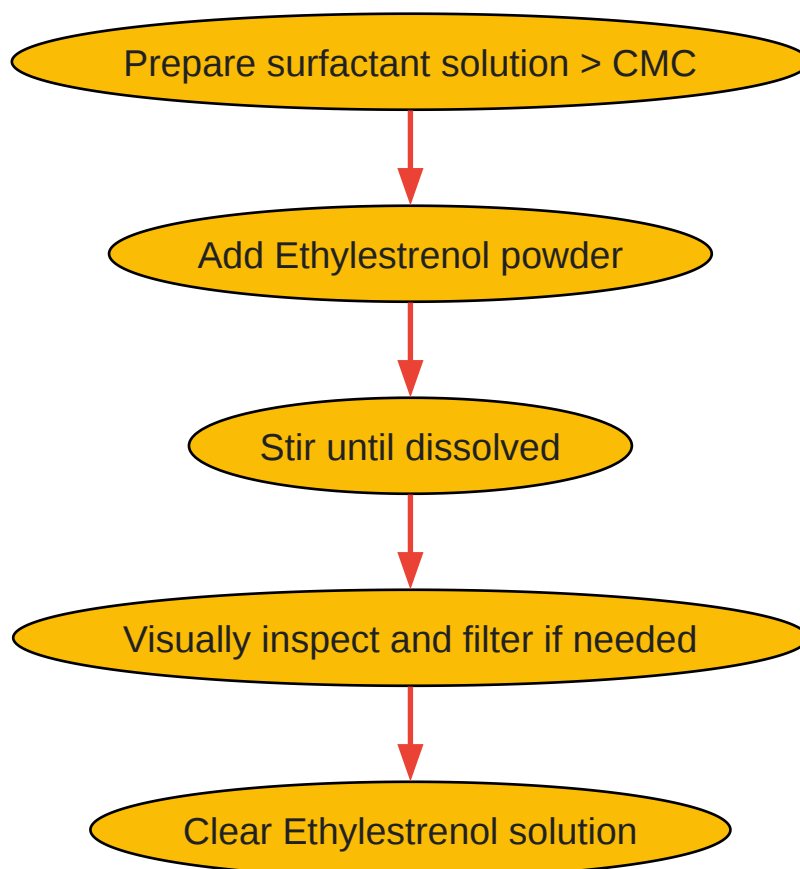 Prepare surfactant solution > CMC
Add Ethylestrenol powder
Stir until dissolved
Visually inspect and filter if needed
Clear Ethylestrenol solution